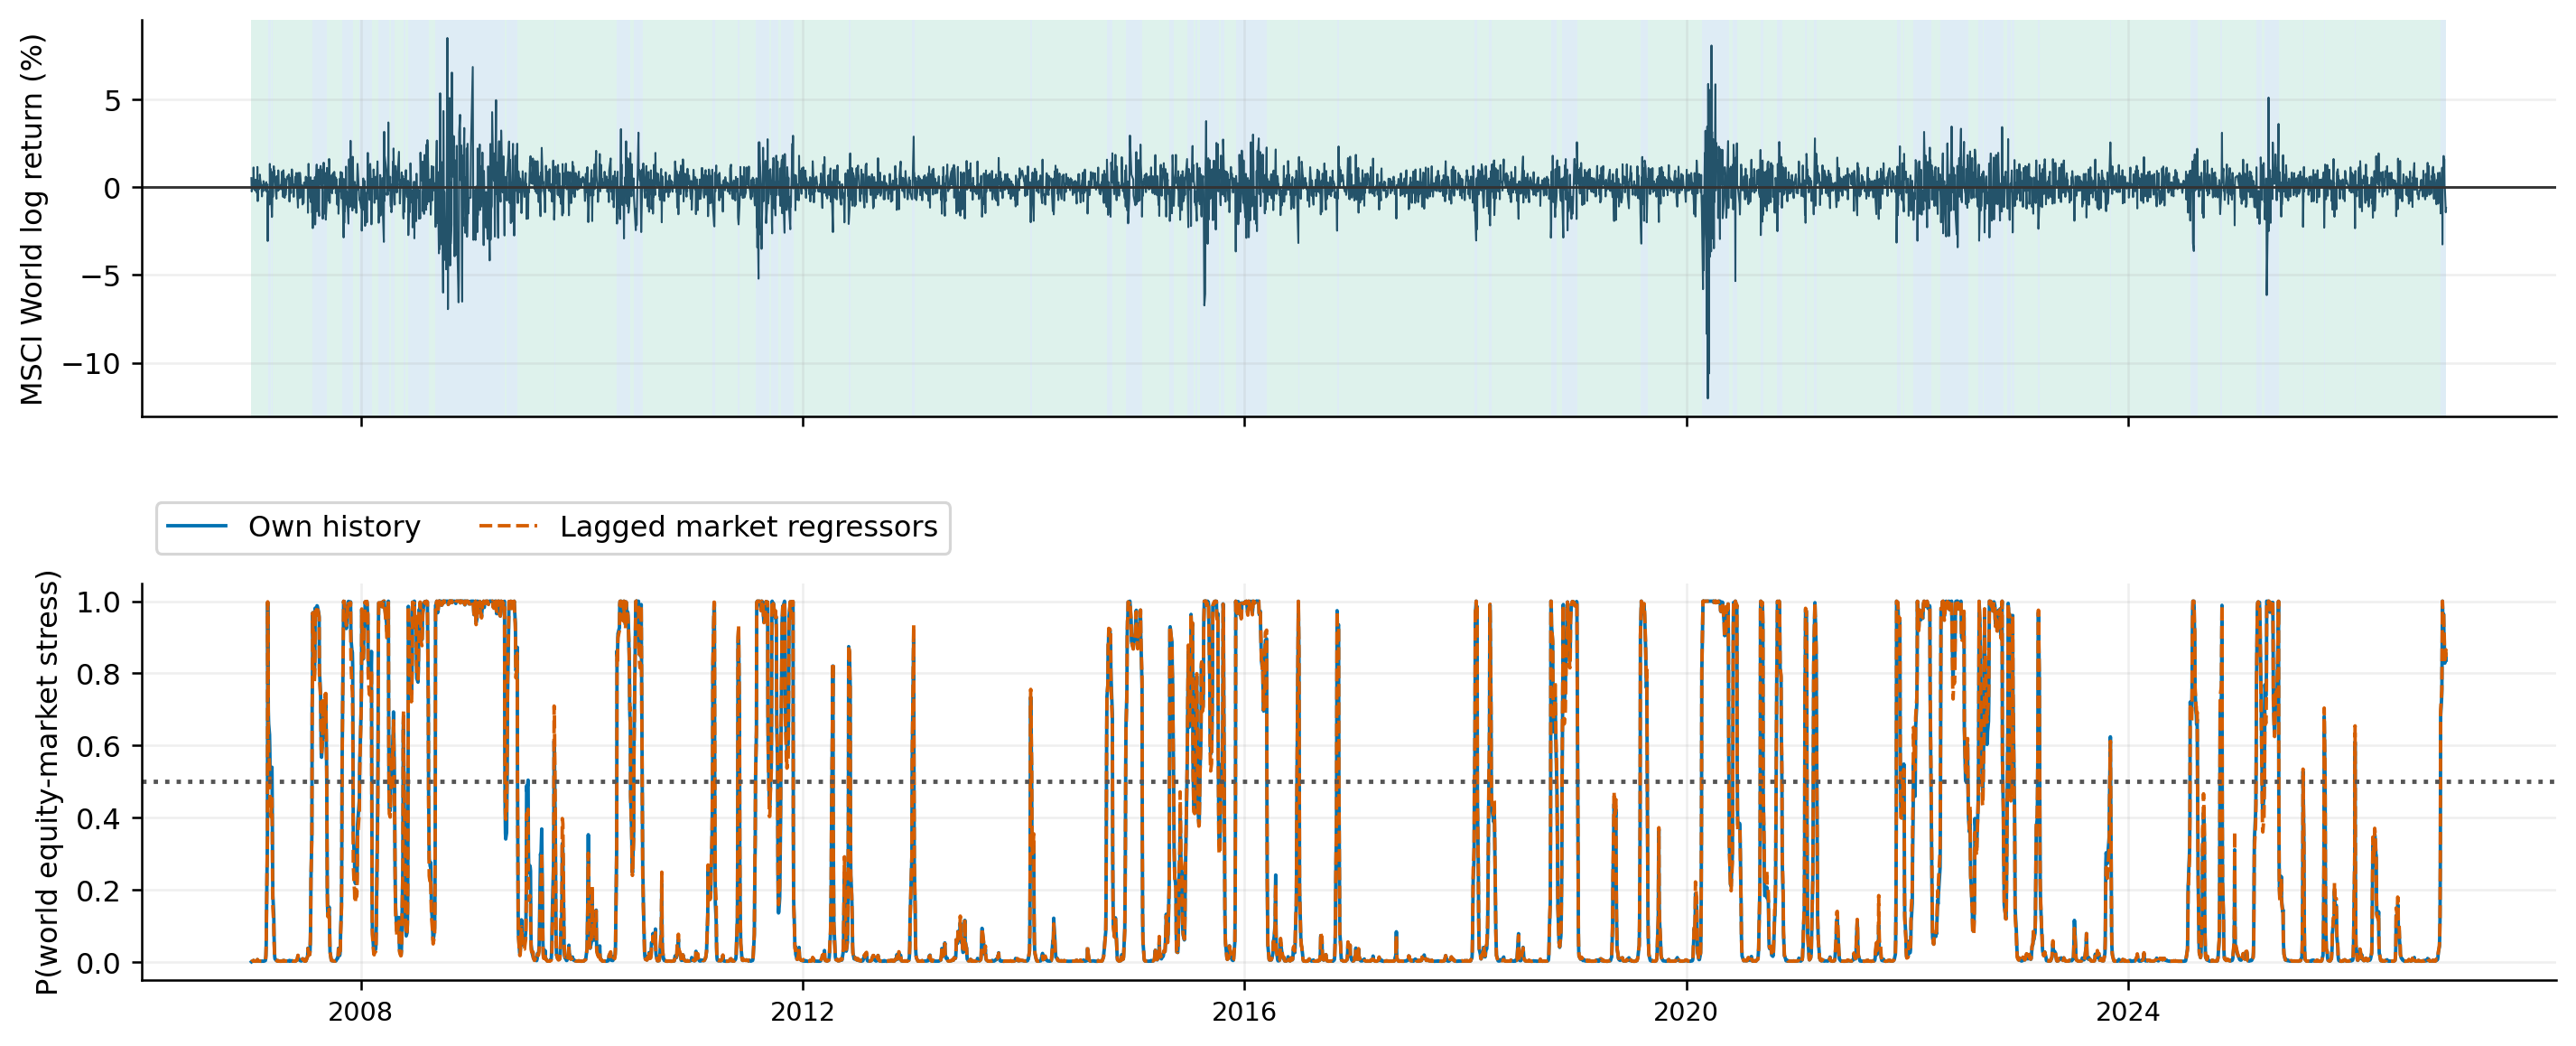 MSCI World log return (%)
5
0
−5
−10
Own history Lagged market regressors
P(world equity-market stress)
1.0
0.8
0.6
0.4
0.2
0.0
2008 2012 2016 2020 2024